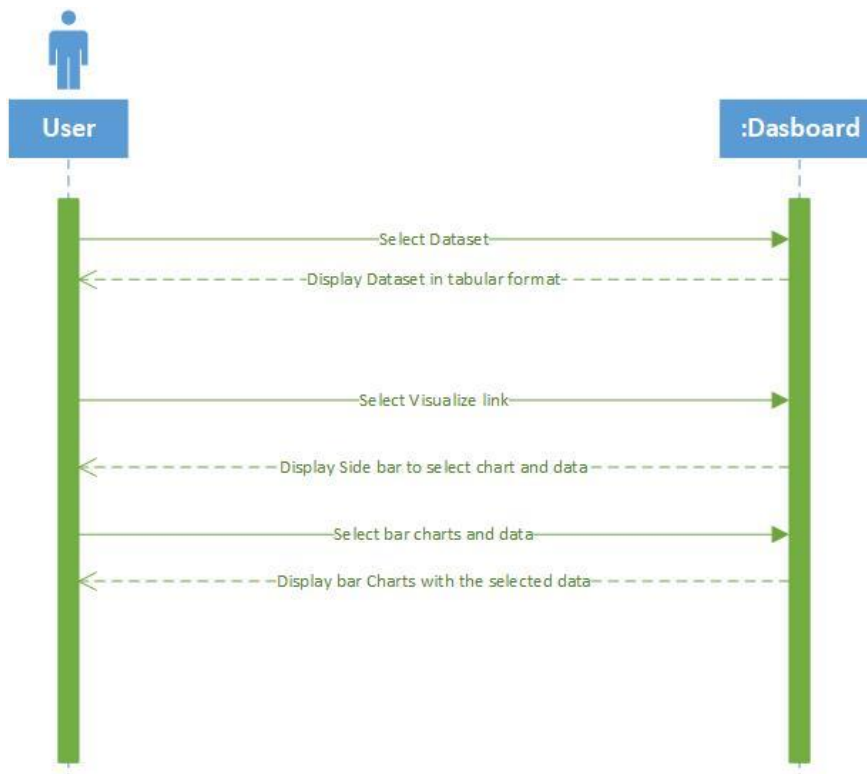 User
:Dasboard
Select Dataset
Display Dataset in tabular format
Select Visualize link
Display Side bar to select chart and data
Select bar charts and data
Display bar Charts with the selected data